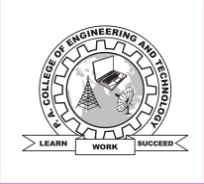 P. A. COLLEGE OF ENGINEERING AND TECHNOLOGY
LEARN
WORK
SUCCEED